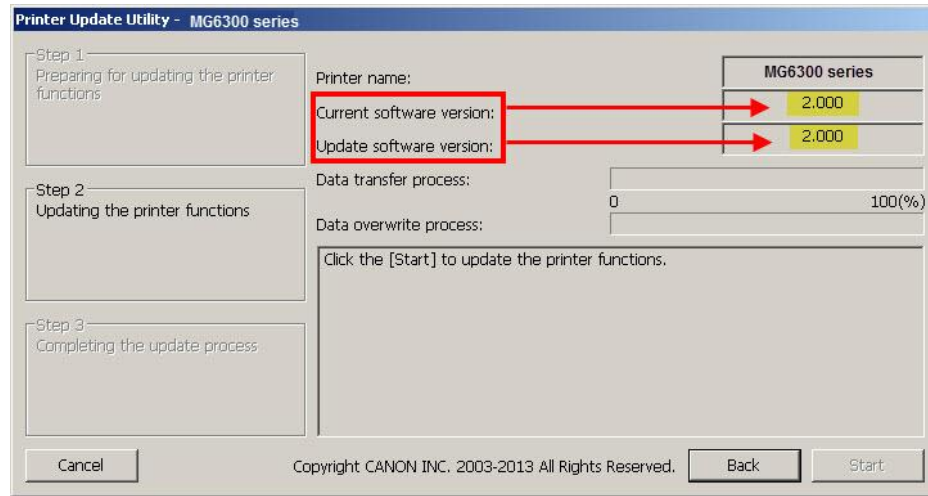 Printer Update Utility - MG6300 series
Step 1
Preparing for updating the printer
functions
Step 2
Updating the printer functions
Step 3
Completing the update process
Printer name:
MG6300 series
Current software version:
2.000
Update software version:
2.000
Data transfer process:
0
100(%)
Data overwrite process:
Click the [Start] to update the printer functions.
Cancel
Copyright CANON INC. 2003-2013 All Rights Reserved.
Back
Start